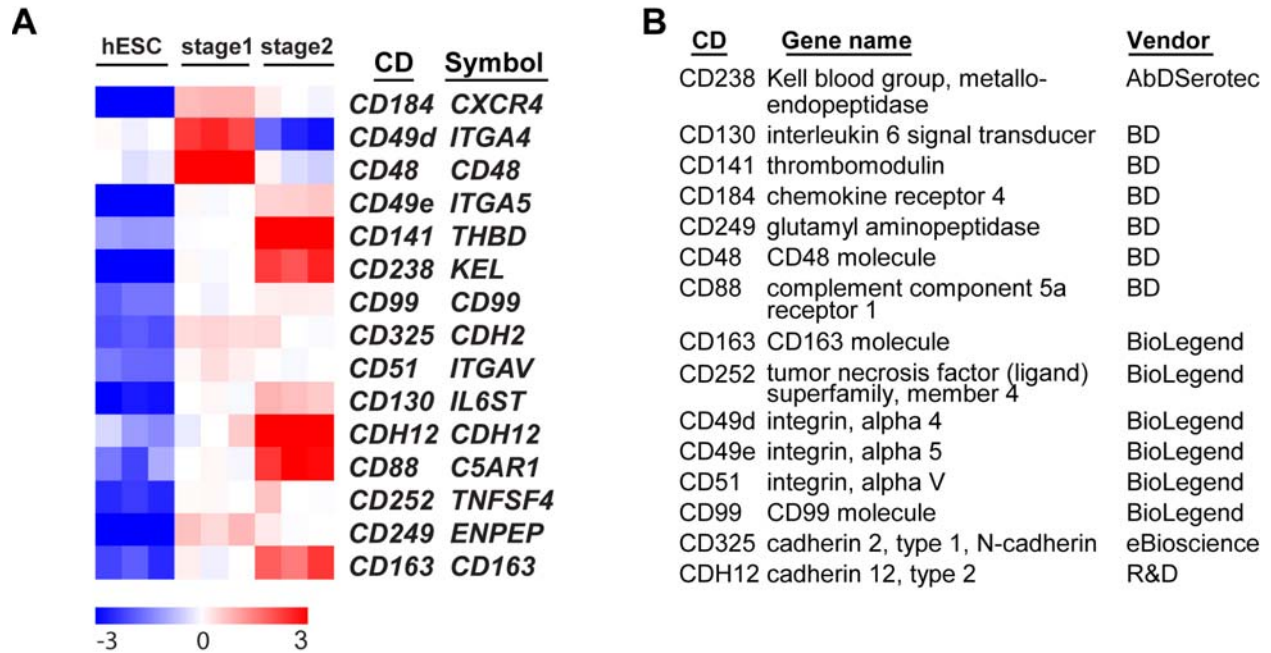 A
hESC stage1 stage2
CD Symbol
CD184 CXCR4
CD49d ITGA4
CD48 CD48
CD49e ITGA5
CD141 THBD
CD238 KEL
CD99 CD99
CD325 CDH2
CD51 ITGAV
CD130 IL6ST
CDH12 CDH12
CD88 C5AR1
CD252 TNFSF4
CD249 ENPEP
CD163 CD163
-3 0 3
B
CD Gene name Vendor
CD238 Kell blood group, metallo- AbDSerotec
endopeptidase
CD130 interleukin 6 signal transducer BD
CD141 thrombomodulin BD
CD184 chemokine receptor 4 BD
CD249 glutamyl aminopeptidase BD
CD48 CD48 molecule BD
CD88 complement component 5a BD
receptor 1
CD163 CD163 molecule BioLegend
CD252 tumor necrosis factor (ligand) BioLegend
superfamily, member 4
CD49d integrin, alpha 4 BioLegend
CD49e integrin, alpha 5 BioLegend
CD51 integrin, alpha V BioLegend
CD99 CD99 molecule BioLegend
CD325 cadherin 2, type 1, N-cadherin eBioscience
CDH12 cadherin 12, type 2 R&D